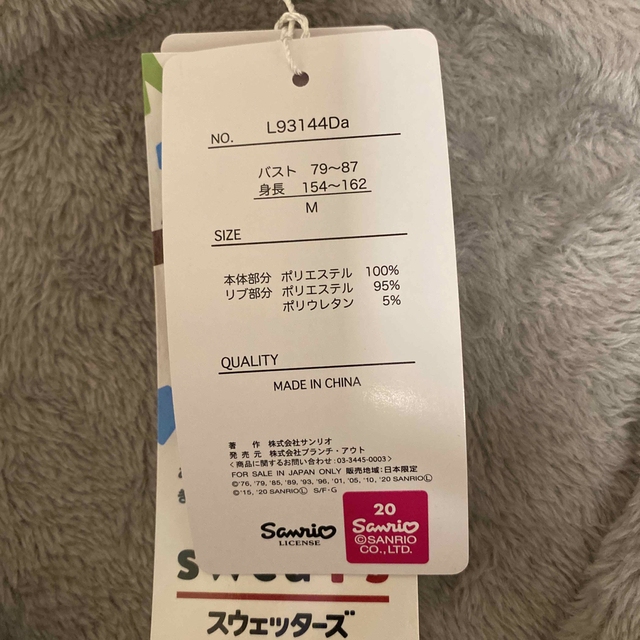 NO. L93144Da
バスト 79〜87
身長 154〜162
M
SIZE
本体部分 ポリエステル 100%
リブ部分 ポリエステル 95%
ポリウレタン 5%
QUALITY
MADE IN CHINA
著 作 株式会社サンリオ
発 売 元 株式会社ブランチ・アウト
<商品に関するお問い合わせ:03-3445-0003>
FOR SALE IN JAPAN ONLY 販売地域:日本限定
©'76, '79, '85, '89, '93, '96, '01, '05, '10, '20 SANRIOⓁ
©'15, '20 SANRIOⓁ S/F・G
Sanrio
LICENSE
20
Sanrio
©SANRIO
CO., LTD.
スウェッターズ